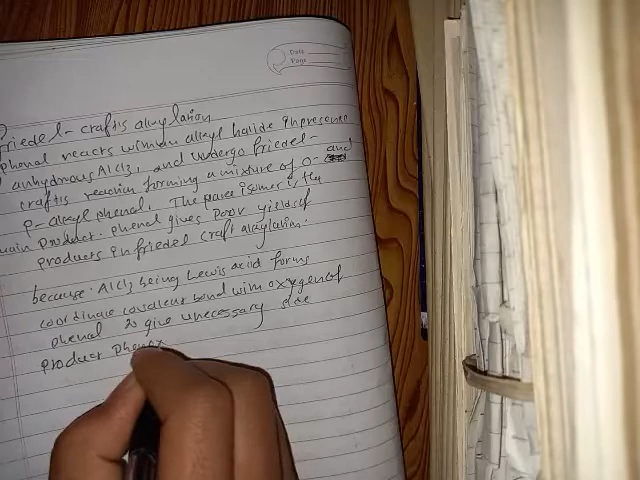 Date
Page
Friedel-crafts alkylation
phenol reacts with an alkyl halide in presence
anhydrous AlCl3, and undergo friedel-
crafts reaction forming a mixture of o- and
p-alkyl phenol. The para isomer is the
main product. phenol gives poor yields of
products in friedel craft alkylation.
because AlCl3 being Lewis acid forms
coordinate covalent bond with oxygen of
phenol to give unecessary side
product